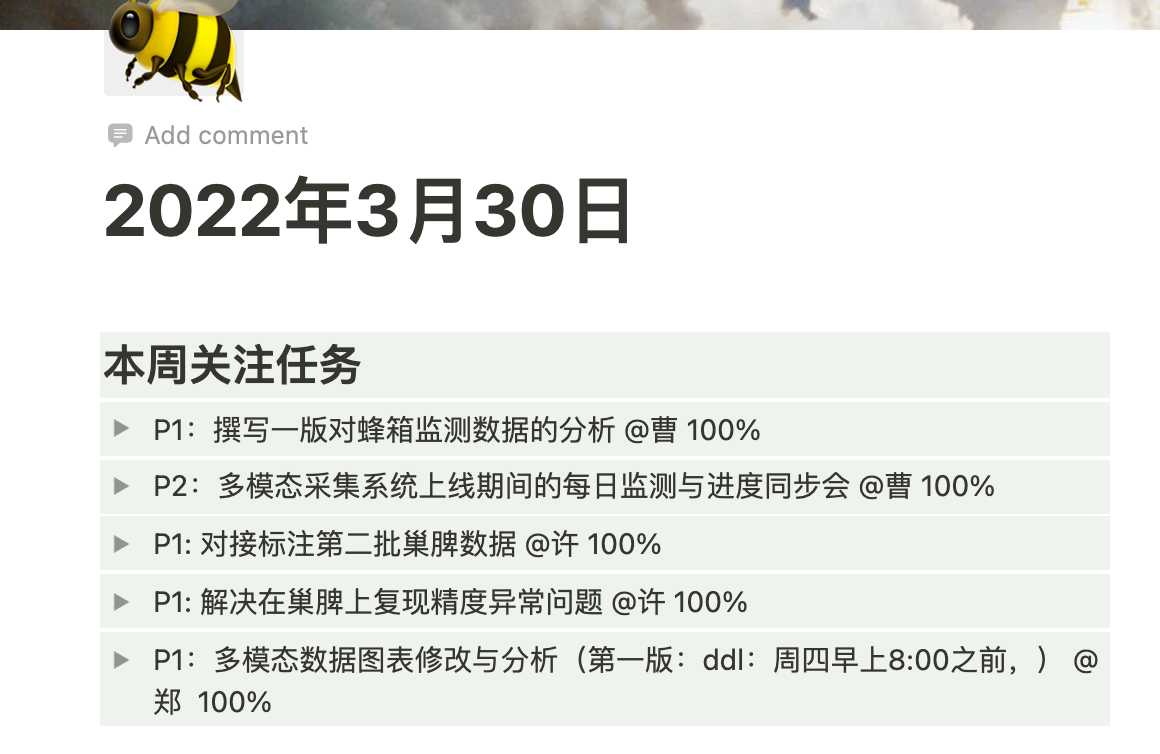 Add comment
2022年3月30日
本周关注任务
P1：撰写一版对蜂箱监测数据的分析 @曹 100%
P2：多模态采集系统上线期间的每日监测与进度同步会 @曹 100%
P1: 对接标注第二批巢脾数据 @许 100%
P1: 解决在巢脾上复现精度异常问题 @许 100%
P1：多模态数据图表修改与分析（第一版：ddl：周四早上8:00之前，） @
郑 100%